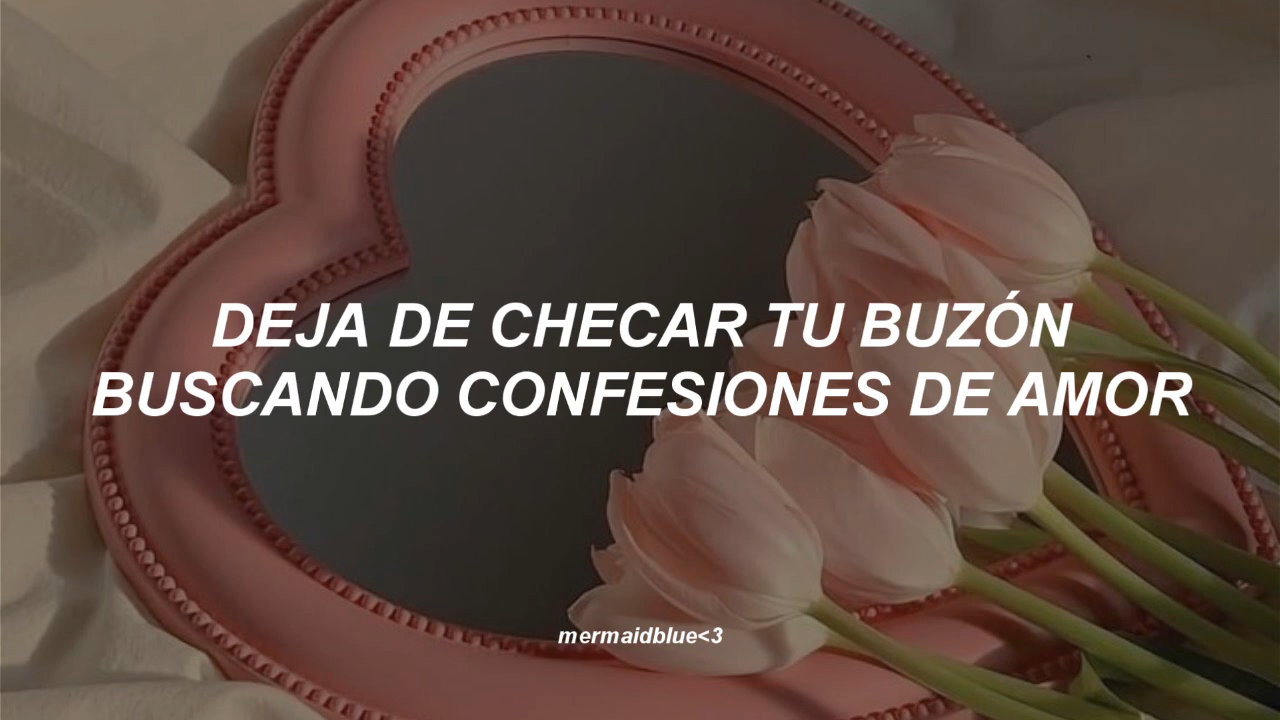 DEJA DE CHECAR TU BUZÓN
BUSCANDO CONFESIONES DE AMOR
mermaidblue<3